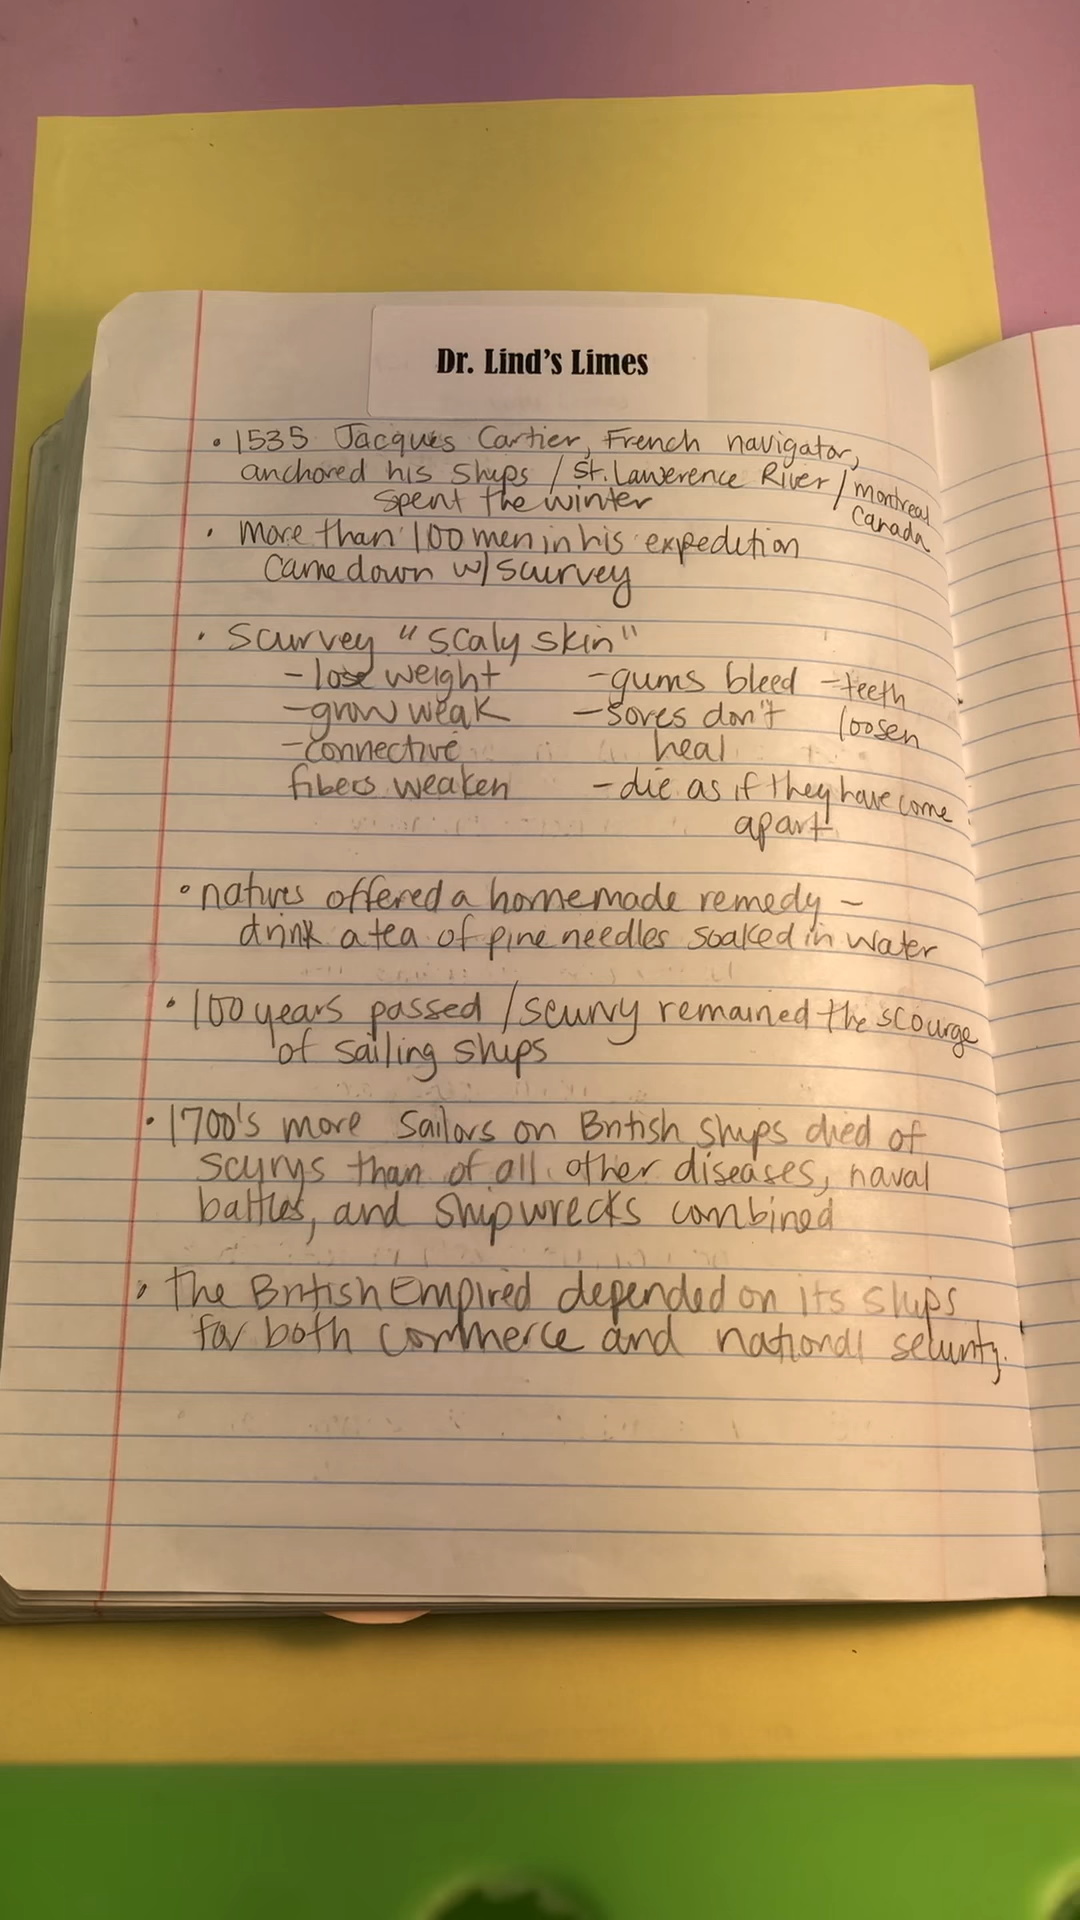 Dr. Lind's Limes
• 1535 Jacques Cartier, French navigator,
anchored his ships / St. Lawerence River / montreal Canada
spent the winter
• more than 100 men in his expedition
came down w/ scurvey
• scurvey "scaly skin"
- lose weight - gums bleed - teeth loosen
- grow weak - sores don't heal
- connective fibers weaken
- die as if they have come
apart
• natives offered a homemade remedy -
drink a tea of pine needles soaked in water
• 100 years passed / scurvy remained the scourge
of sailing ships
• 1700's more sailors on British ships died of
scyrys than of all other diseases, naval
battles, and shipwrecks combined
• The British Empired depended on its ships
for both commerce and national security.